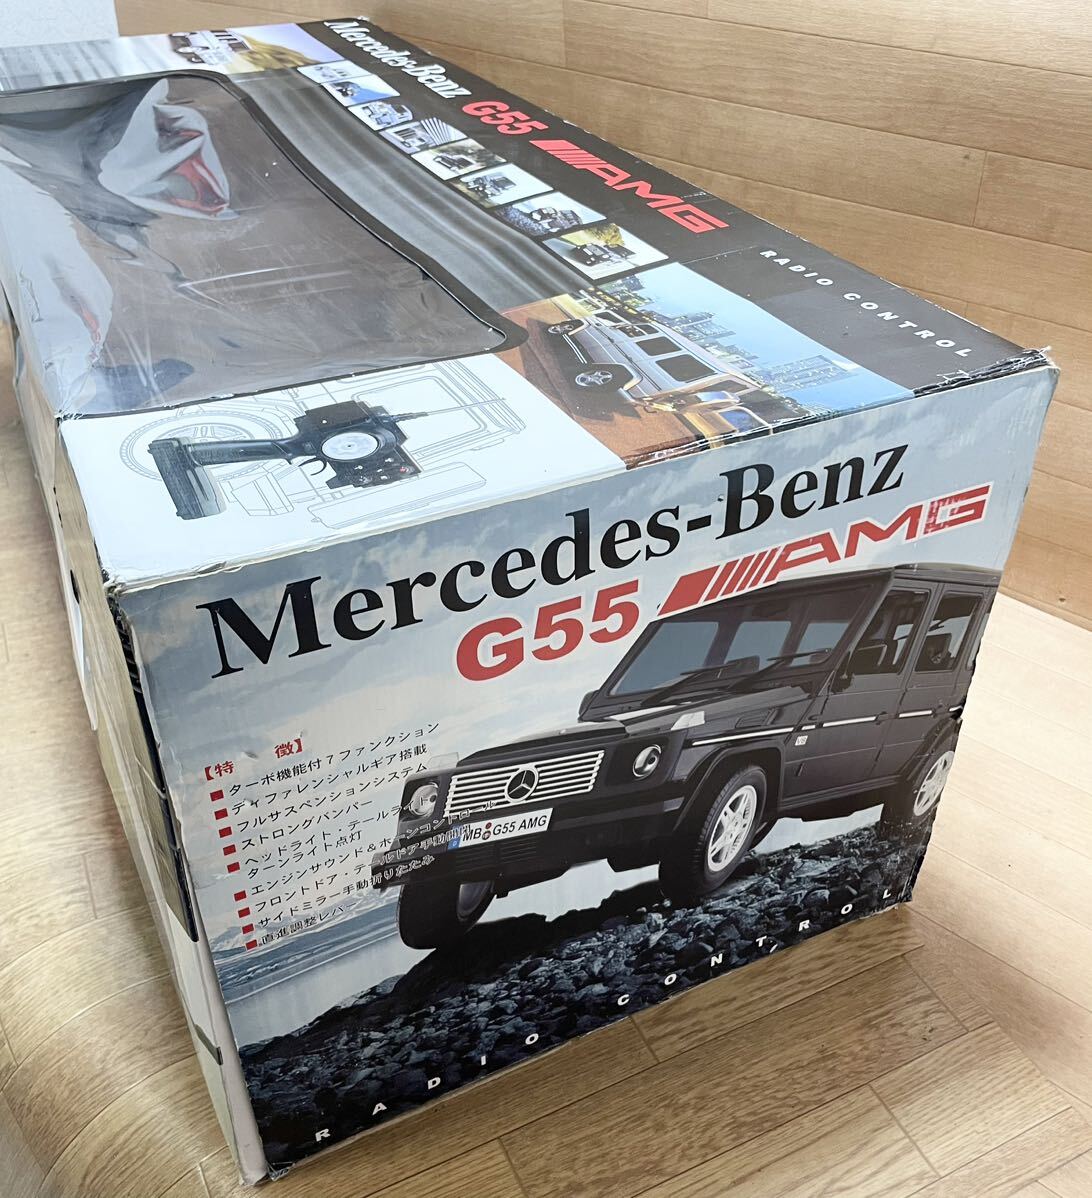 Mercedes-Benz G55 AMG
RADIO CONTROL
Mercedes-Benz
G55 AMG
【特 徴】
■ターボ機能付7ファンクション
■ディファレンシャルギア搭載
■フルサスペンションシステム
■ストロングバンパー
■ヘッドライト・テールライト・
ターンライト点灯
■エンジンサウンド&ホーンコントロール
■フロントドア・テールドア手動開閉
■サイドミラー手動折りたたみ
■直進調整レバー
V8
MB G55 AMG
RADIO CONTROL